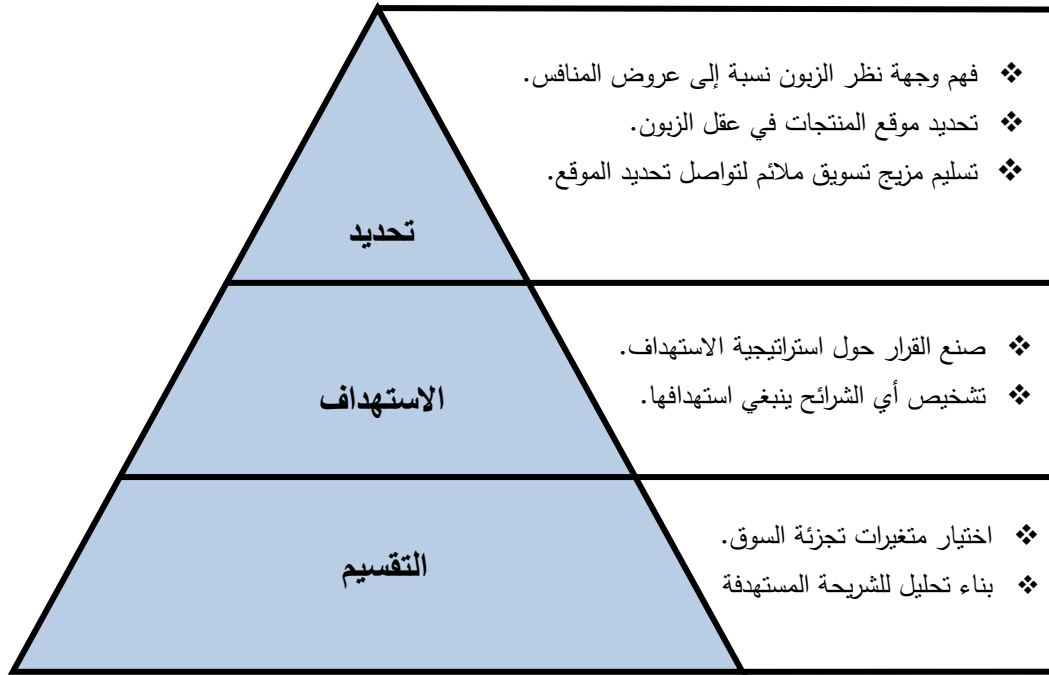 ❖ فهم وجهة نظر الزبون نسبة إلى عروض المنافس.
❖ تحديد موقع المنتجات في عقل الزبون.
❖ تسليم مزيج تسويق ملائم لتواصل تحديد الموقع.
تحديد
❖ صنع القرار حول استراتيجية الاستهداف.
❖ تشخيص أي الشرائح ينبغي استهدافها.
الاستهداف
❖ اختيار متغيرات تجزئة السوق.
❖ بناء تحليل للشريحة المستهدفة
التقسيم